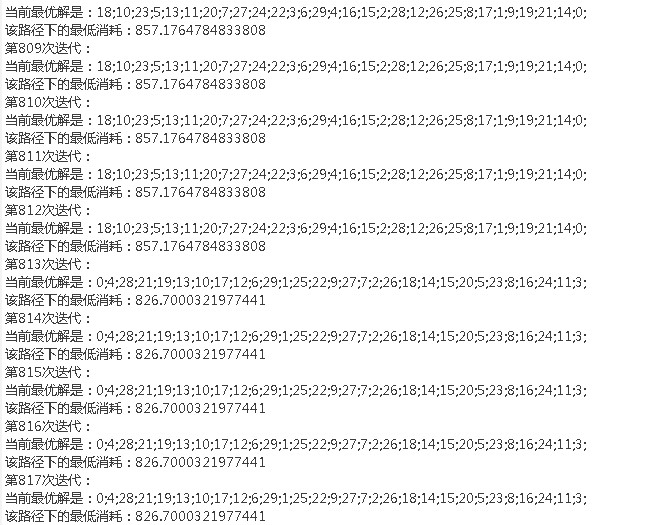 当前最优解是：18;10;23;5;13;11;20;7;27;24;22;3;6;29;4;16;15;2;28;12;26;25;8;17;1;9;19;21;14;0;
该路径下的最低消耗：857.1764784833808
第809次迭代：
当前最优解是：18;10;23;5;13;11;20;7;27;24;22;3;6;29;4;16;15;2;28;12;26;25;8;17;1;9;19;21;14;0;
该路径下的最低消耗：857.1764784833808
第810次迭代：
当前最优解是：18;10;23;5;13;11;20;7;27;24;22;3;6;29;4;16;15;2;28;12;26;25;8;17;1;9;19;21;14;0;
该路径下的最低消耗：857.1764784833808
第811次迭代：
当前最优解是：18;10;23;5;13;11;20;7;27;24;22;3;6;29;4;16;15;2;28;12;26;25;8;17;1;9;19;21;14;0;
该路径下的最低消耗：857.1764784833808
第812次迭代：
当前最优解是：18;10;23;5;13;11;20;7;27;24;22;3;6;29;4;16;15;2;28;12;26;25;8;17;1;9;19;21;14;0;
该路径下的最低消耗：857.1764784833808
第813次迭代：
当前最优解是：0;4;28;21;19;13;10;17;12;6;29;1;25;22;9;27;7;2;26;18;14;15;20;5;23;8;16;24;11;3;
该路径下的最低消耗：826.7000321977441
第814次迭代：
当前最优解是：0;4;28;21;19;13;10;17;12;6;29;1;25;22;9;27;7;2;26;18;14;15;20;5;23;8;16;24;11;3;
该路径下的最低消耗：826.7000321977441
第815次迭代：
当前最优解是：0;4;28;21;19;13;10;17;12;6;29;1;25;22;9;27;7;2;26;18;14;15;20;5;23;8;16;24;11;3;
该路径下的最低消耗：826.7000321977441
第816次迭代：
当前最优解是：0;4;28;21;19;13;10;17;12;6;29;1;25;22;9;27;7;2;26;18;14;15;20;5;23;8;16;24;11;3;
该路径下的最低消耗：826.7000321977441
第817次迭代：
当前最优解是：0;4;28;21;19;13;10;17;12;6;29;1;25;22;9;27;7;2;26;18;14;15;20;5;23;8;16;24;11;3;
该路径下的最低消耗：826.7000321977441